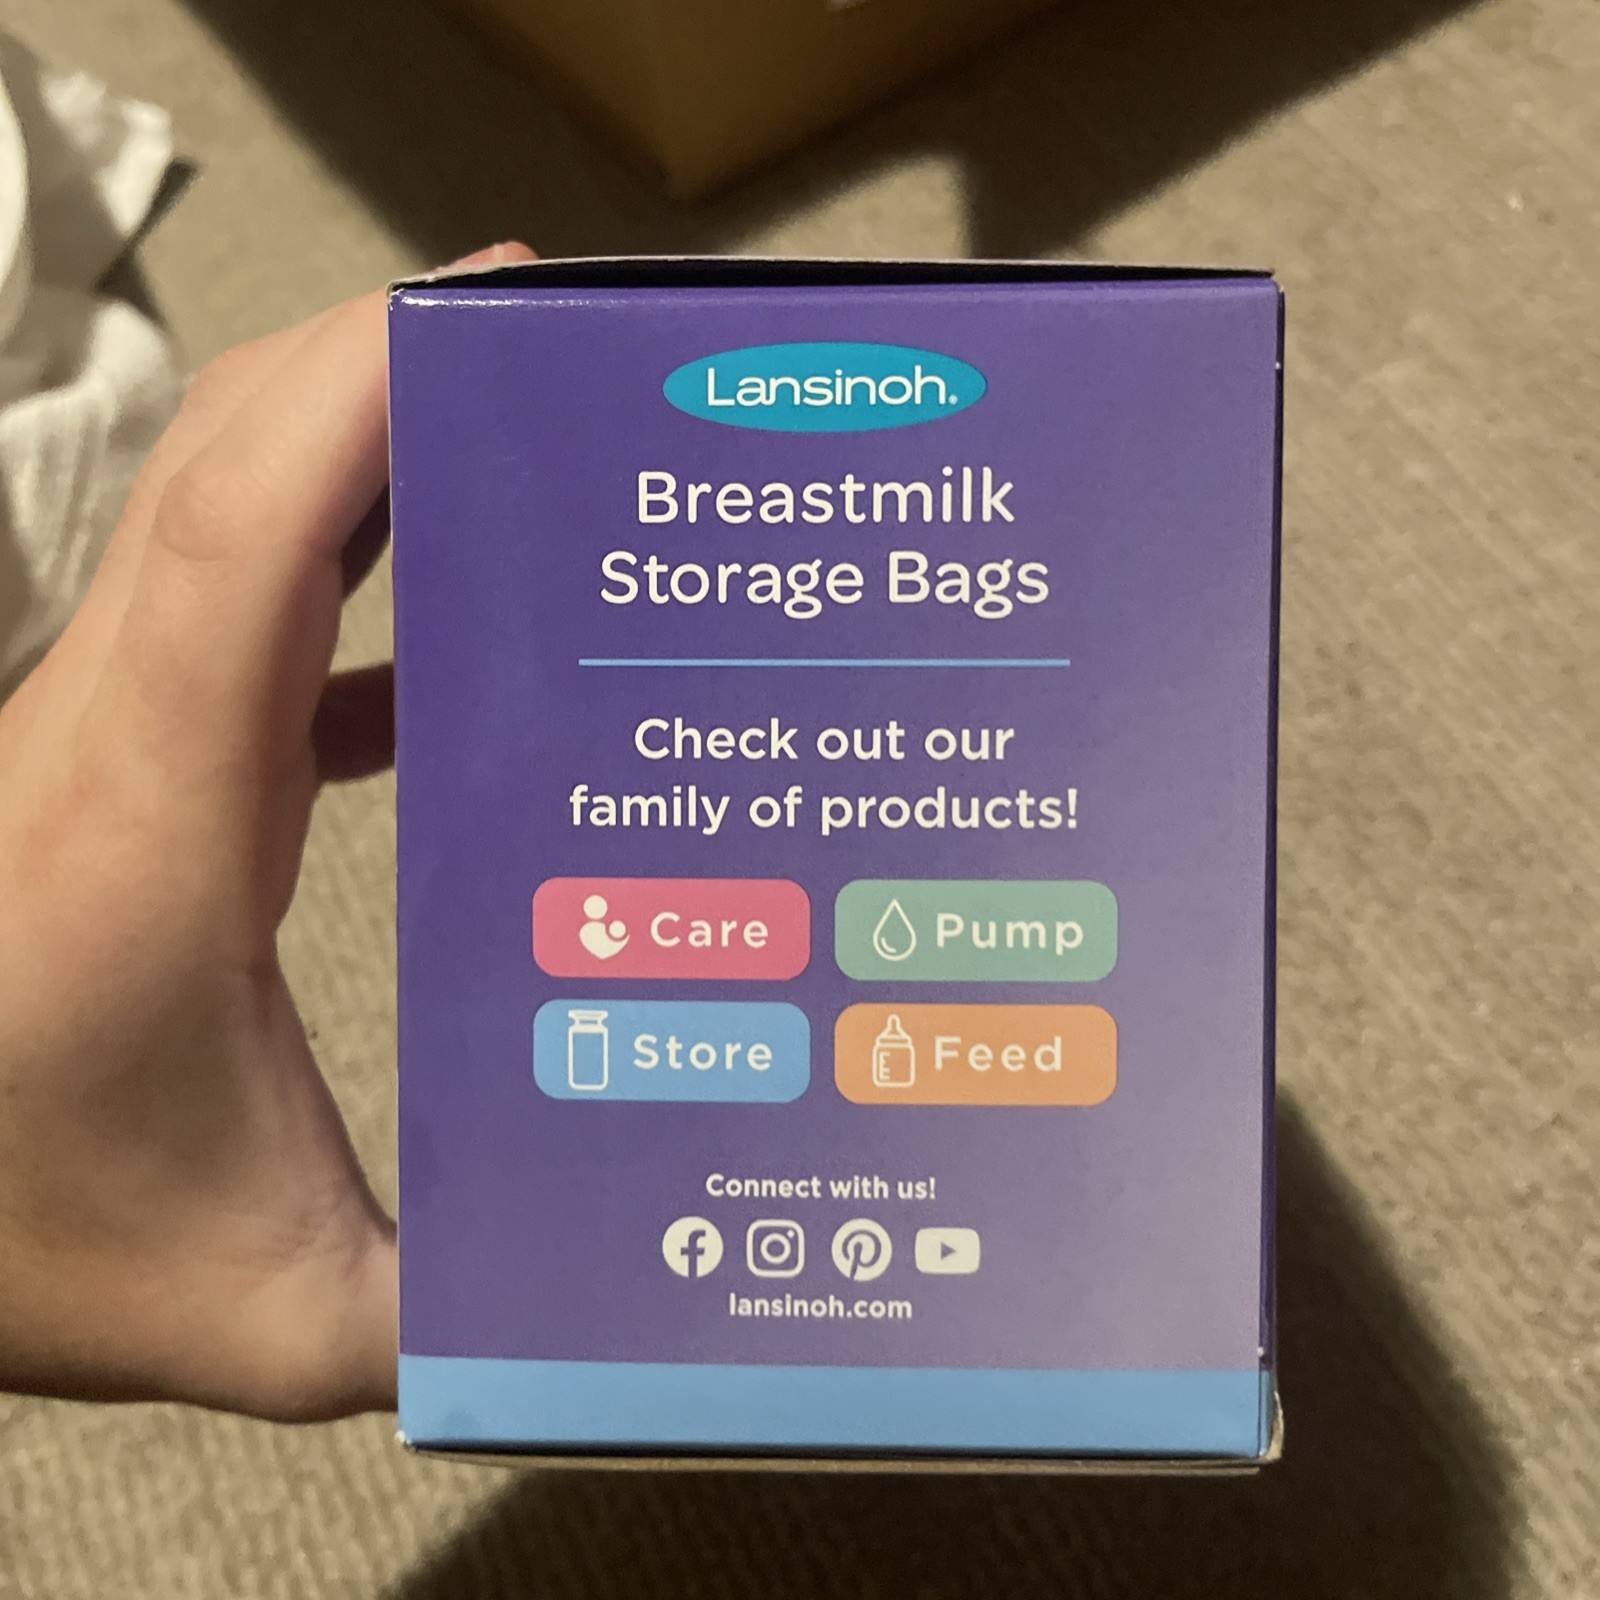 Lansinoh®
Breastmilk
Storage Bags
Check out our
family of products!
Care
Pump
Store
Feed
Connect with us!
lansinoh.com